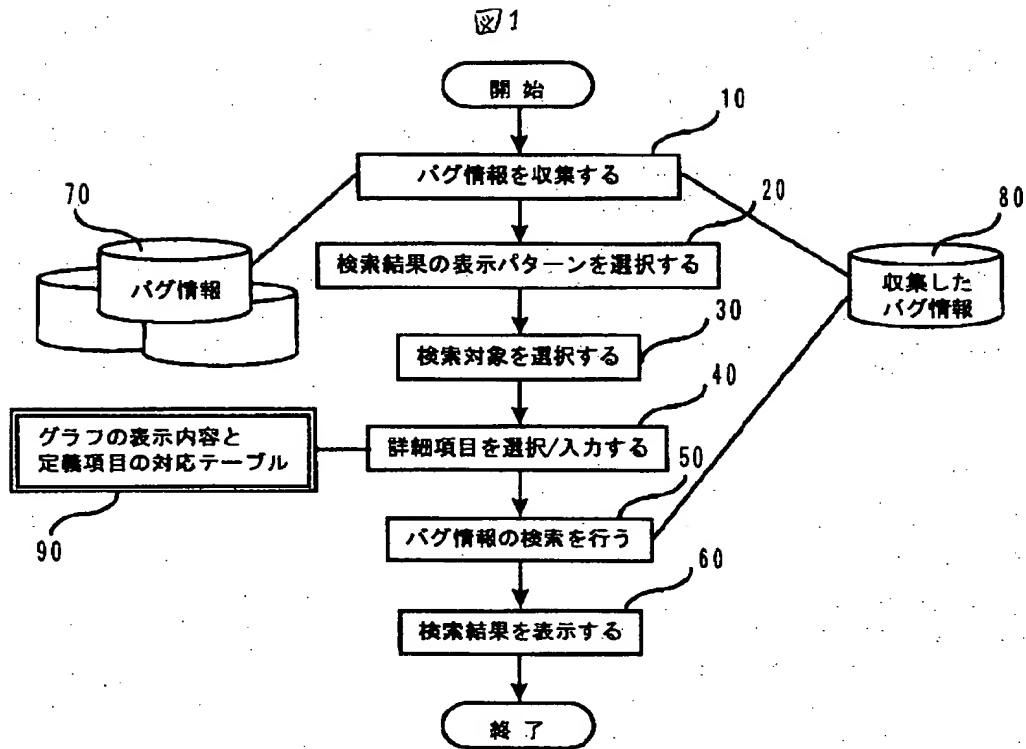 図1
開始
10
バグ情報を収集する
70
20
80
検索結果の表示パターンを選択する
バグ情報
収集した
バグ情報
30
検索対象を選択する
40
グラフの表示内容と
定義項目の対応テーブル
詳細項目を選択/入力する
50
90
バグ情報の検索を行う
60
検索結果を表示する
終了